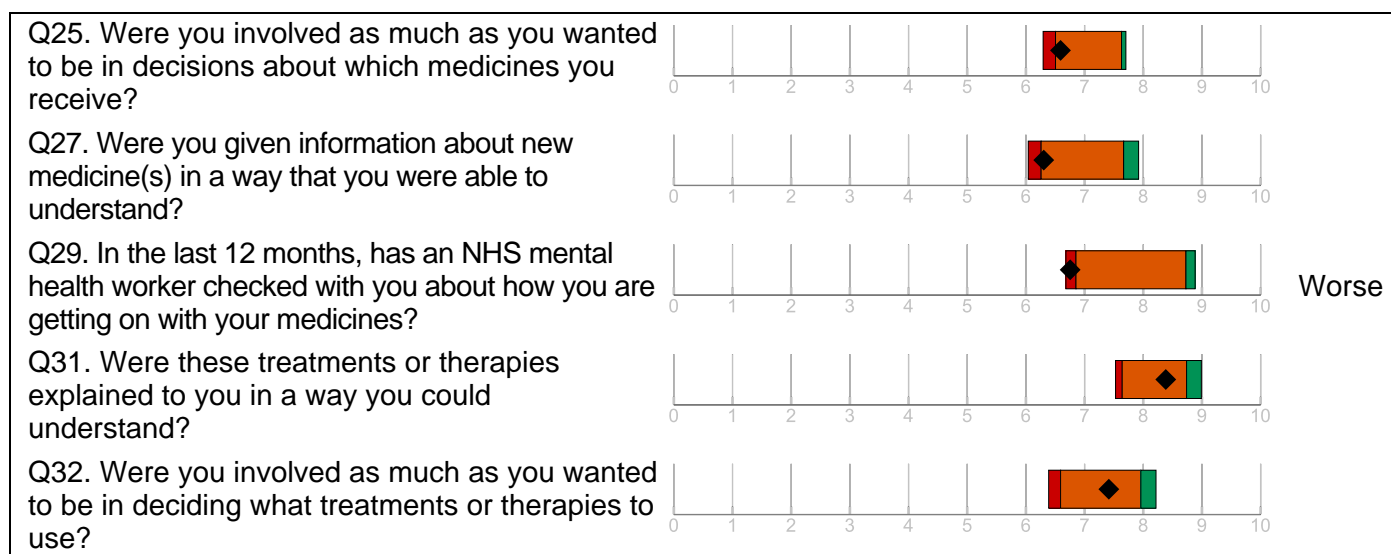 Q25. Were you involved as much as you wanted
to be in decisions about which medicines you
receive?
0 1 2 3 4 5 6 7 8 9 10
Q27. Were you given information about new
medicine(s) in a way that you were able to
understand?
0 1 2 3 4 5 6 7 8 9 10
Q29. In the last 12 months, has an NHS mental
health worker checked with you about how you are
getting on with your medicines?
Worse
0 1 2 3 4 5 6 7 8 9 10
Q31. Were these treatments or therapies
explained to you in a way you could
understand?
0 1 2 3 4 5 6 7 8 9 10
Q32. Were you involved as much as you wanted
to be in deciding what treatments or therapies to
use?
0 1 2 3 4 5 6 7 8 9 10